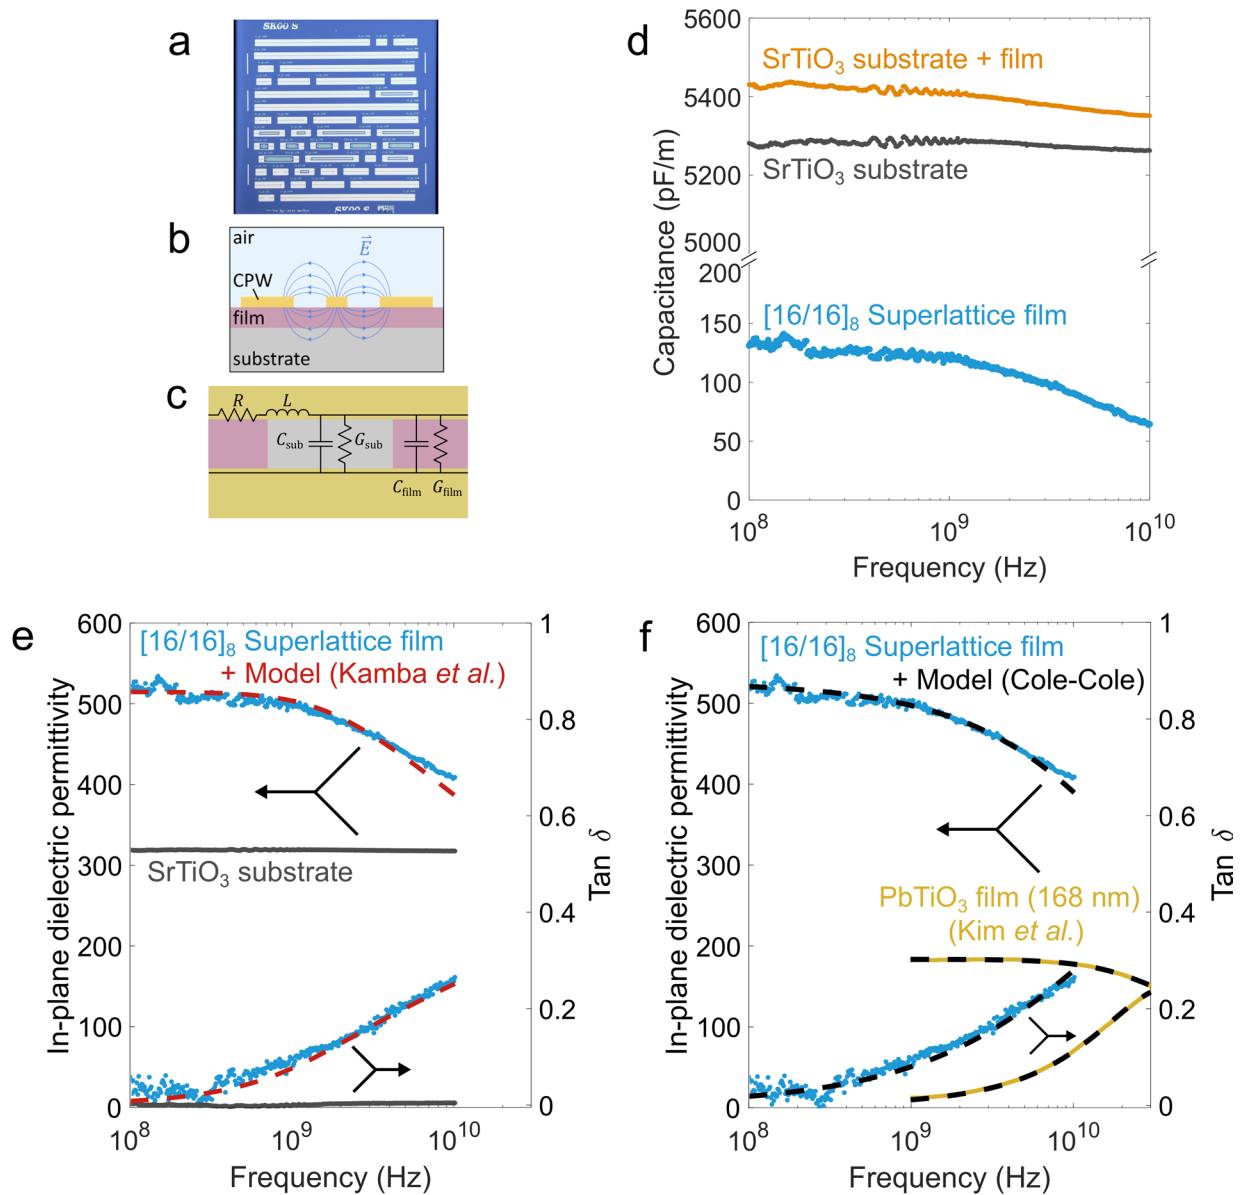 a
SK00 'S
SK00 'S
b
air
CPW
film
substrate
E
c
R
L
Csub
Gsub
Cfilm
Gfilm
d
SrTiO3 substrate + film
SrTiO3 substrate
[16/16]8 Superlattice film
Capacitance (pF/m)
5600
5400
5200
5000
200
150
100
50
0
10^8
10^9
10^10
Frequency (Hz)
e
[16/16]8 Superlattice film
+ Model (Kamba et al.)
SrTiO3 substrate
In-plane dielectric permittivity
600
500
400
300
200
100
0
1
0.8
0.6
0.4
0.2
0
Tan δ
10^8
10^9
10^10
Frequency (Hz)
f
[16/16]8 Superlattice film
+ Model (Cole-Cole)
PbTiO3 film (168 nm)
(Kim et al.)
In-plane dielectric permittivity
600
500
400
300
200
100
0
1
0.8
0.6
0.4
0.2
0
Tan δ
10^8
10^9
10^10
Frequency (Hz)